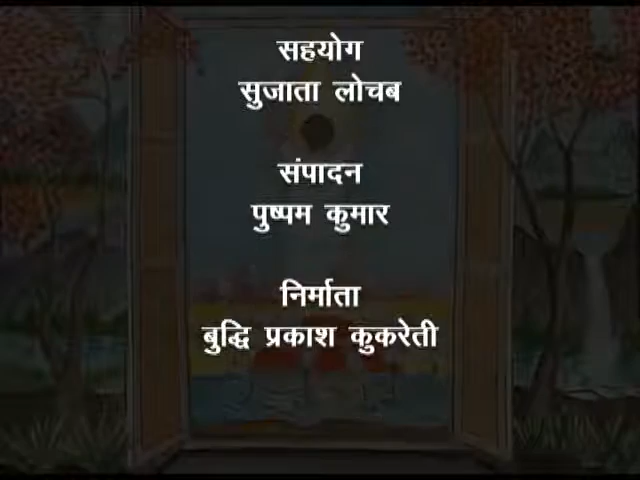 सहयोग
सुजाता लोचब
संपादन
पुष्पम कुमार
निर्माता
बुद्धि प्रकाश कुकरेती